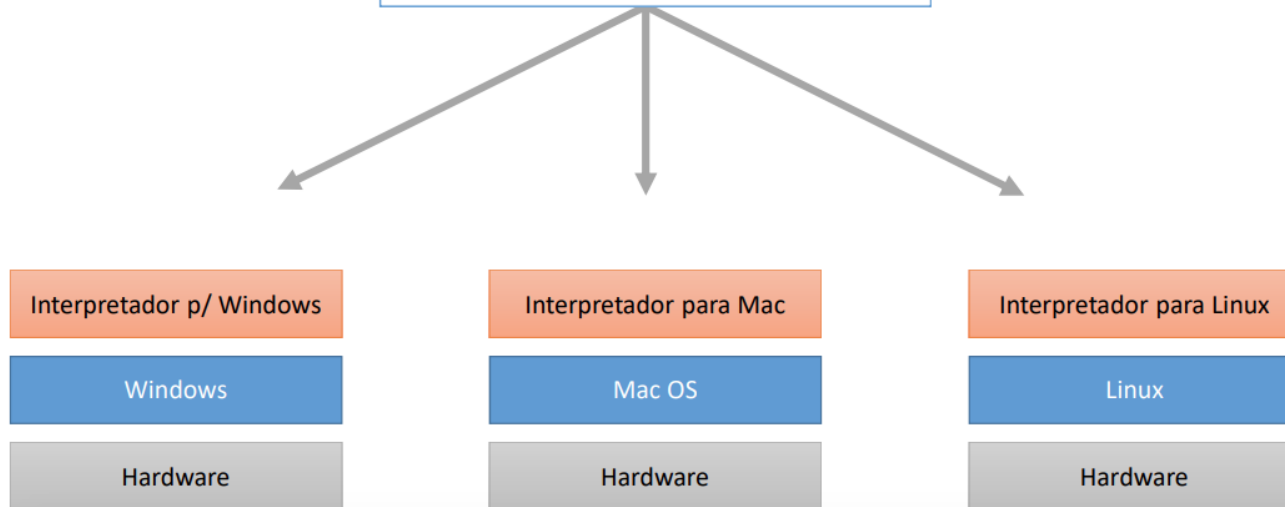 Interpretador p/ Windows
Interpretador para Mac
Interpretador para Linux
Windows
Mac OS
Linux
Hardware
Hardware
Hardware